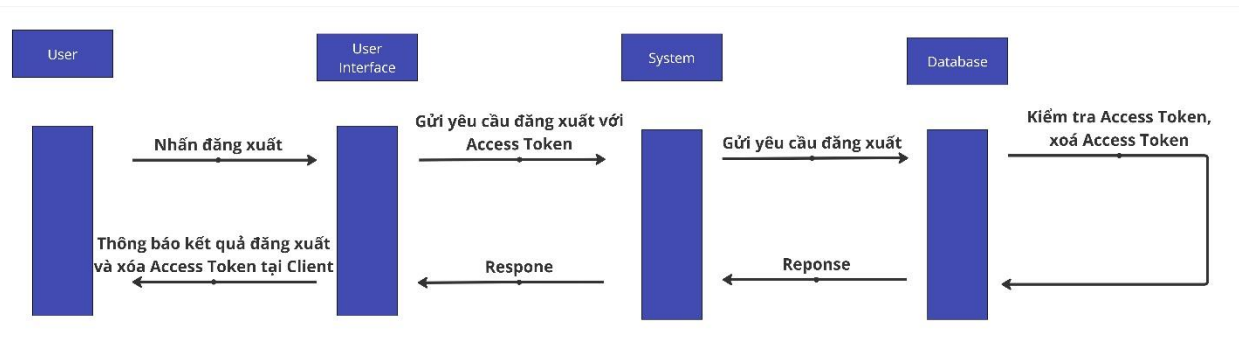 User
User
Interface
System
Database
Nhấn đăng xuất
Gửi yêu cầu đăng xuất với
Access Token
Gửi yêu cầu đăng xuất
Kiểm tra Access Token,
xoá Access Token
Thông báo kết quả đăng xuất
và xóa Access Token tại Client
Respone
Reponse